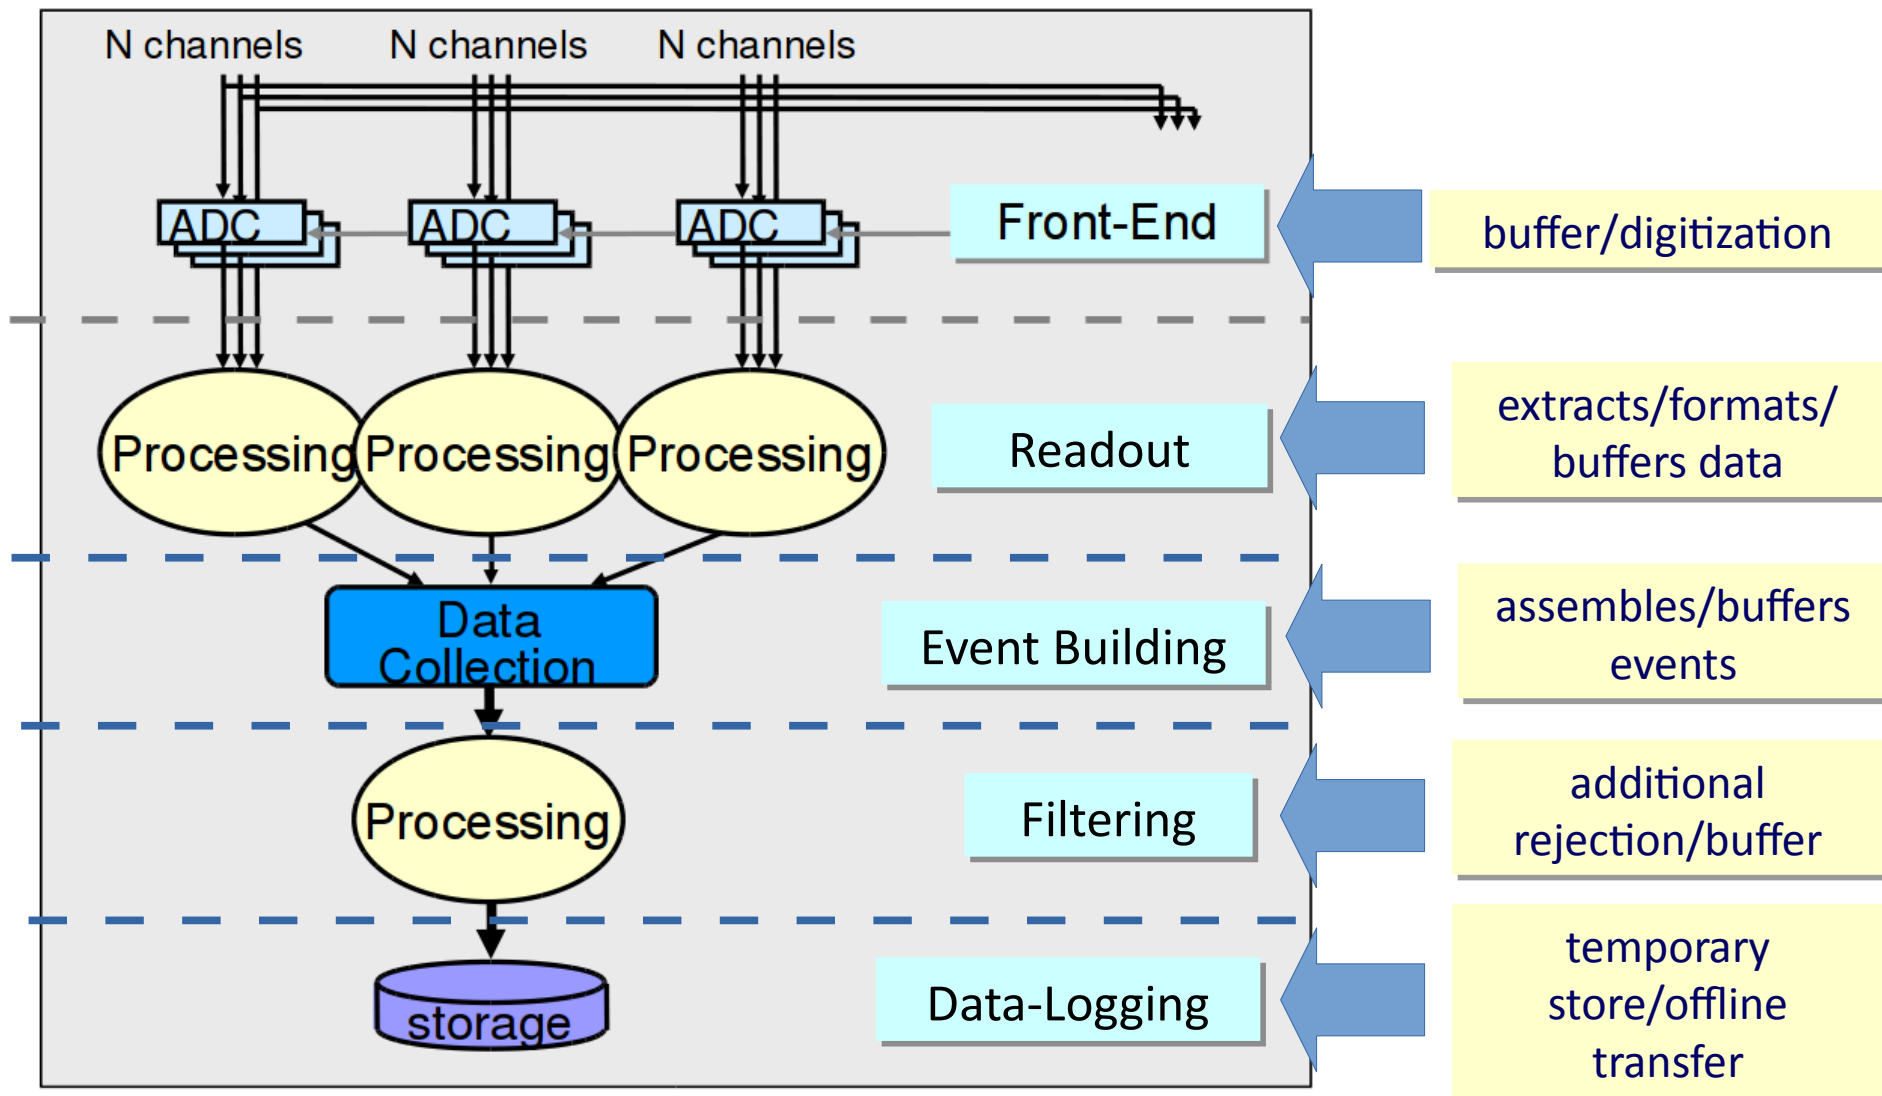 N channels N channels N channels
ADC ADC ADC Front-End
buffer/digitization
Processing Processing Processing
Readout
extracts/formats/
buffers data
Data
Collection
Event Building
assembles/buffers
events
Processing
Filtering
additional
rejection/buffer
storage
Data-Logging
temporary
store/offline
transfer